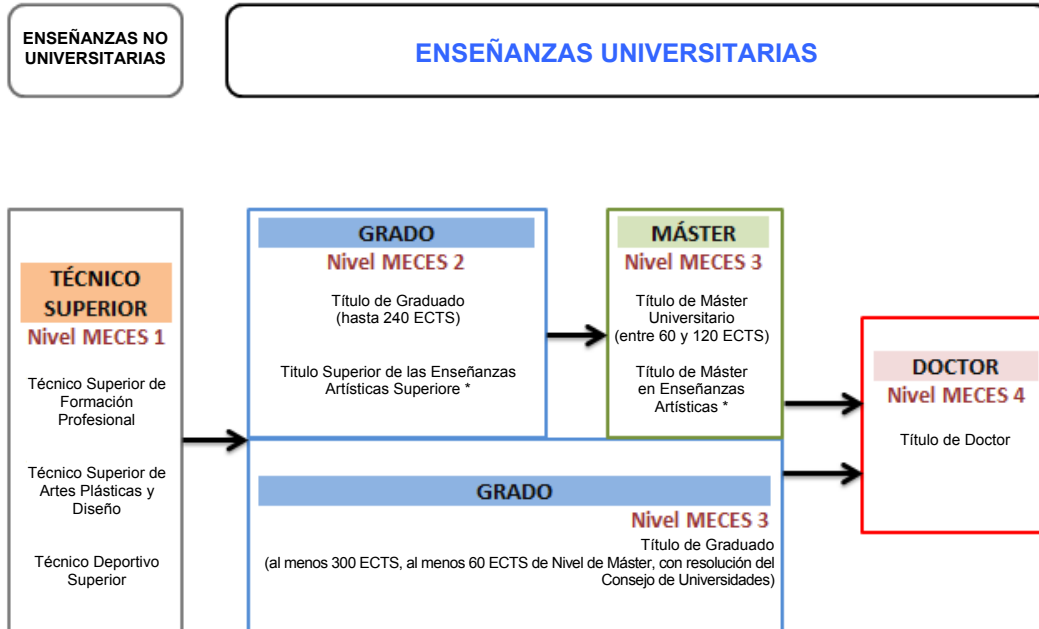 ENSEÑANZAS NO
UNIVERSITARIAS
ENSEÑANZAS UNIVERSITARIAS
TÉCNICO
SUPERIOR
Nivel MECES 1
Técnico Superior de
Formación
Profesional
Técnico Superior de
Artes Plásticas y
Diseño
Técnico Deportivo
Superior
GRADO
Nivel MECES 2
Título de Graduado
(hasta 240 ECTS)
Titulo Superior de las Enseñanzas
Artísticas Superiore *
MÁSTER
Nivel MECES 3
Título de Máster
Universitario
(entre 60 y 120 ECTS)
Título de Máster
en Enseñanzas
Artísticas *
GRADO
Nivel MECES 3
Título de Graduado
(al menos 300 ECTS, al menos 60 ECTS de Nivel de Máster, con resolución del
Consejo de Universidades)
DOCTOR
Nivel MECES 4
Título de Doctor